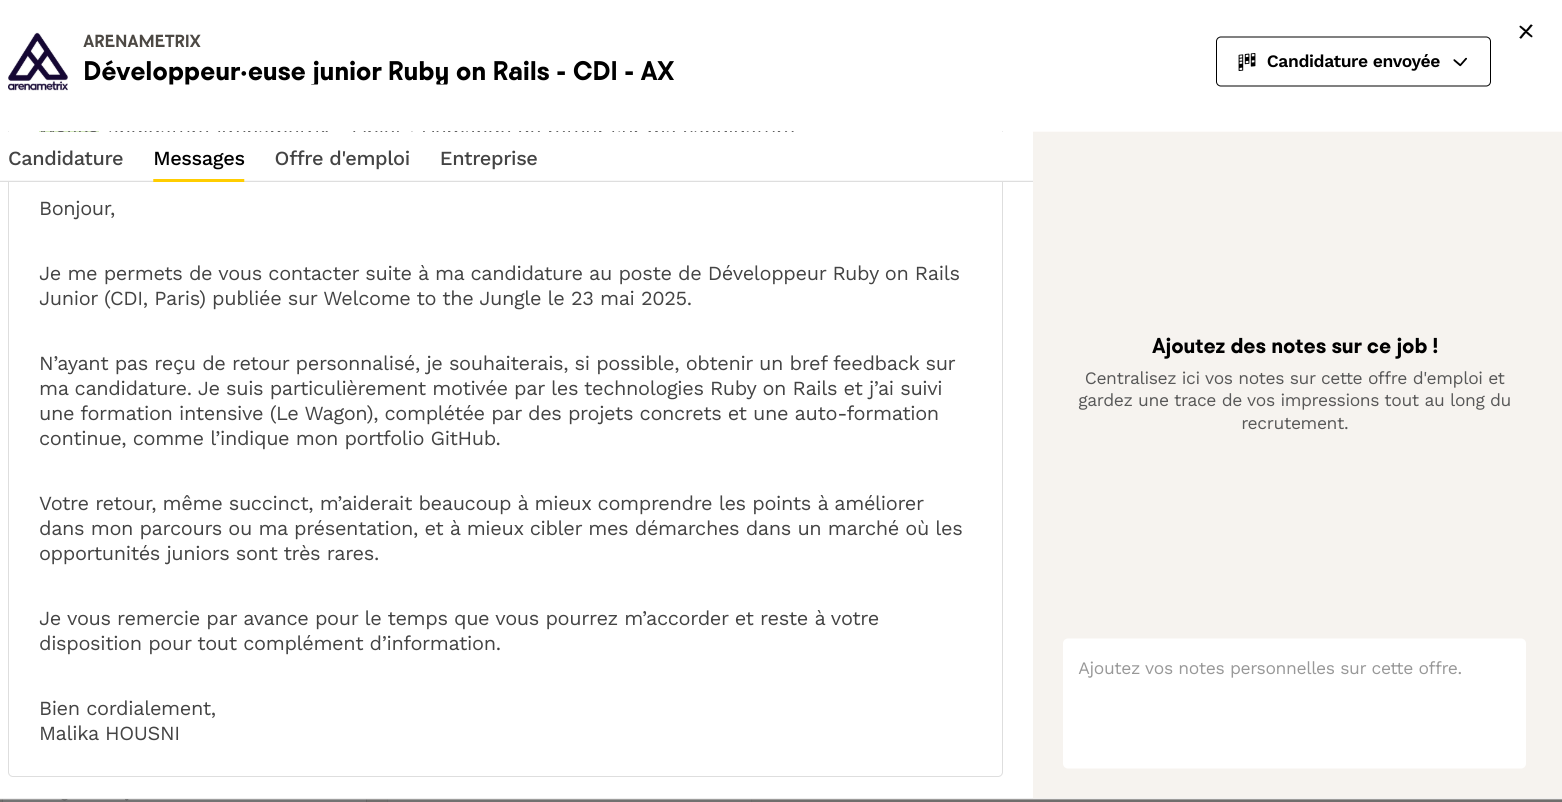 ARENAMETRIX
Développeur·euse junior Ruby on Rails - CDI - AX
arenametrix
Candidature envoyée
Candidature Messages Offre d'emploi Entreprise
Bonjour,
Je me permets de vous contacter suite à ma candidature au poste de Développeur Ruby on Rails
Junior (CDI, Paris) publiée sur Welcome to the Jungle le 23 mai 2025.
N’ayant pas reçu de retour personnalisé, je souhaiterais, si possible, obtenir un bref feedback sur
ma candidature. Je suis particulièrement motivée par les technologies Ruby on Rails et j’ai suivi
une formation intensive (Le Wagon), complétée par des projets concrets et une auto-formation
continue, comme l’indique mon portfolio GitHub.
Votre retour, même succinct, m’aiderait beaucoup à mieux comprendre les points à améliorer
dans mon parcours ou ma présentation, et à mieux cibler mes démarches dans un marché où les
opportunités juniors sont très rares.
Je vous remercie par avance pour le temps que vous pourrez m’accorder et reste à votre
disposition pour tout complément d’information.
Bien cordialement,
Malika HOUSNI
Ajoutez des notes sur ce job !
Centralisez ici vos notes sur cette offre d'emploi et
gardez une trace de vos impressions tout au long du
recrutement.
Ajoutez vos notes personnelles sur cette offre.